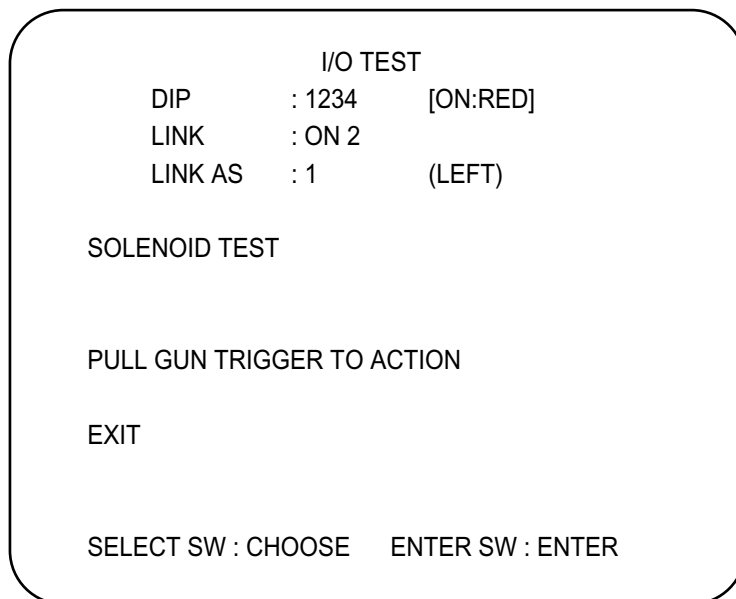 I/O TEST
DIP : 1234 [ON:RED]
LINK : ON 2
LINK AS : 1 (LEFT)
SOLENOID TEST
PULL GUN TRIGGER TO ACTION
EXIT
SELECT SW : CHOOSE ENTER SW : ENTER